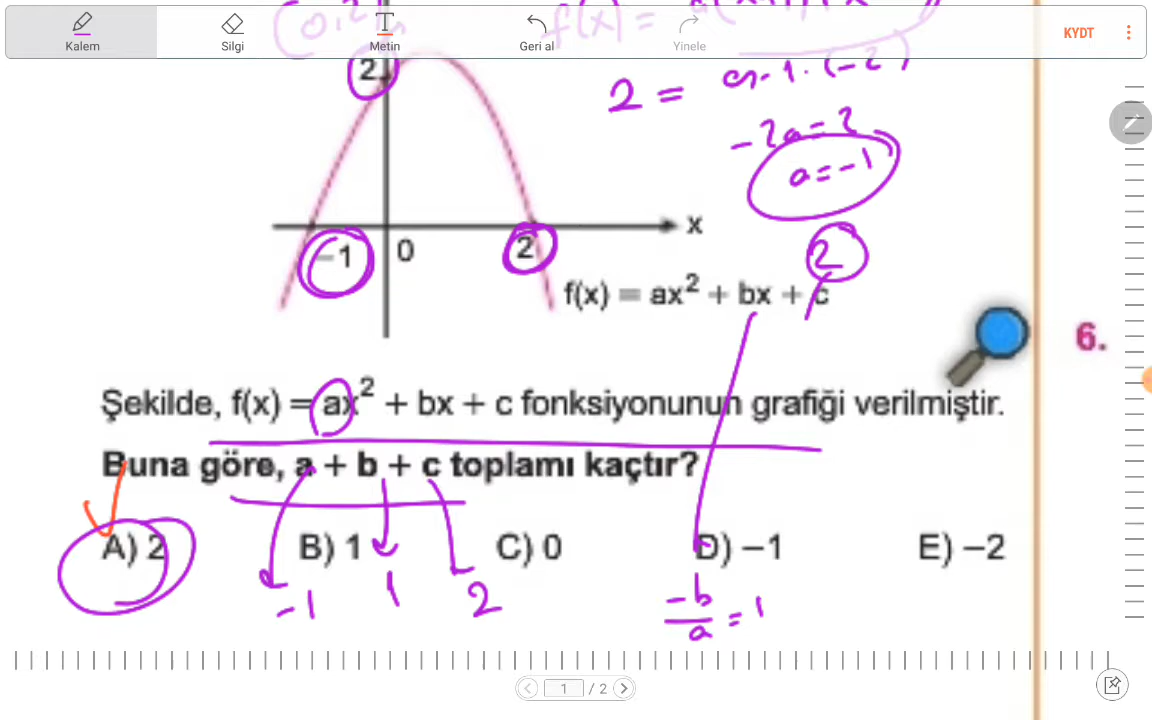 (0,2)
f(x) =
Kalem
Silgi
Metin
Geri al
Yinele
KYDT
2
2 = a.1.(-2)
-2a=2
a=-1
x
-1
0
2
2
f(x) = ax² + bx + c
6.
Şekilde, f(x) = ax² + bx + c fonksiyonunun grafiği verilmiştir.
Buna göre, a + b + c toplamı kaçtır?
A) 2 B) 1 C) 0 D) −1 E) −2
-1 1 2
-b/a = 1
1 / 2